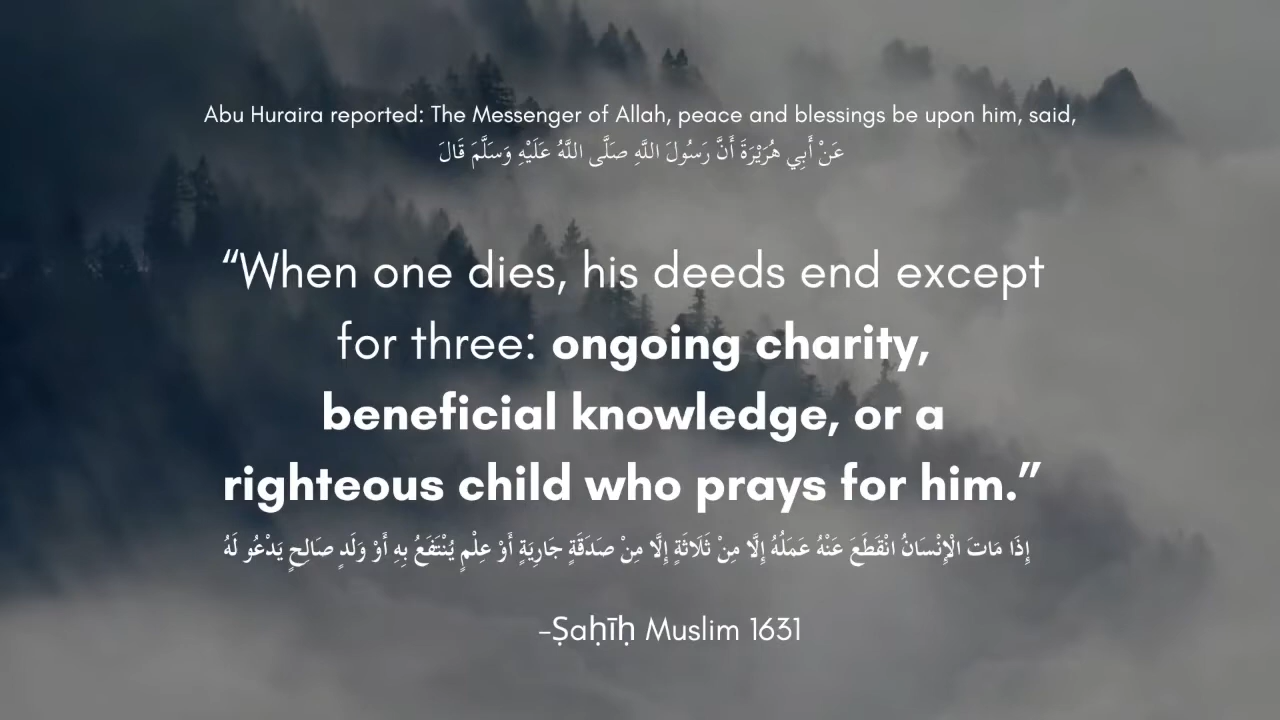 Abu Huraira reported: The Messenger of Allah, peace and blessings be upon him, said,
عَنْ أَبِي هُرَيْرَةَ أَنَّ رَسُولَ اللَّهِ صَلَّى اللَّهُ عَلَيْهِ وَسَلَّمَ قَالَ
“When one dies, his deeds end except
for three: ongoing charity,
beneficial knowledge, or a
righteous child who prays for him.”
إِذَا مَاتَ الْإِنْسَانُ انْقَطَعَ عَنْهُ عَمَلُهُ إِلَّا مِنْ ثَلَاثَةٍ إِلَّا مِنْ صَدَقَةٍ جَارِيَةٍ أَوْ عِلْمٍ يُنْتَفَعُ بِهِ أَوْ وَلَدٍ صَالِحٍ يَدْعُو لَهُ
–Ṣaḥīḥ Muslim 1631